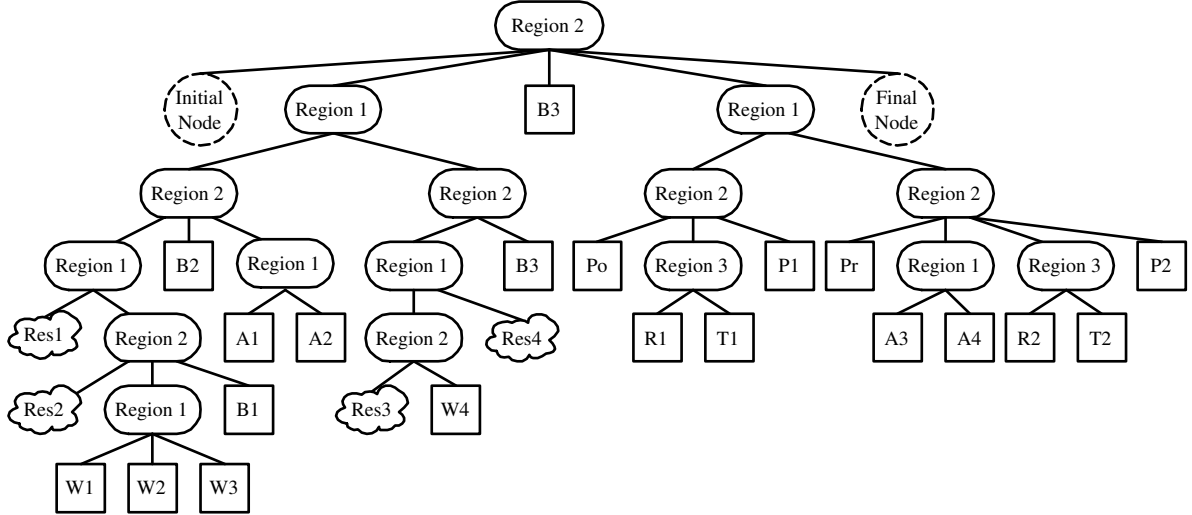 Region 2
Initial
Node
Region 1
B3
Region 1
Final
Node
Region 2
Region 2
Region 2
Region 2
Region 1
B2
Region 1
Region 1
B3
Po
Region 3
P1
Pr
Region 1
Region 3
P2
Res1
Region 2
A1
A2
Region 2
Res4
R1
T1
A3
A4
R2
T2
Res2
Region 1
B1
Res3
W4
W1
W2
W3